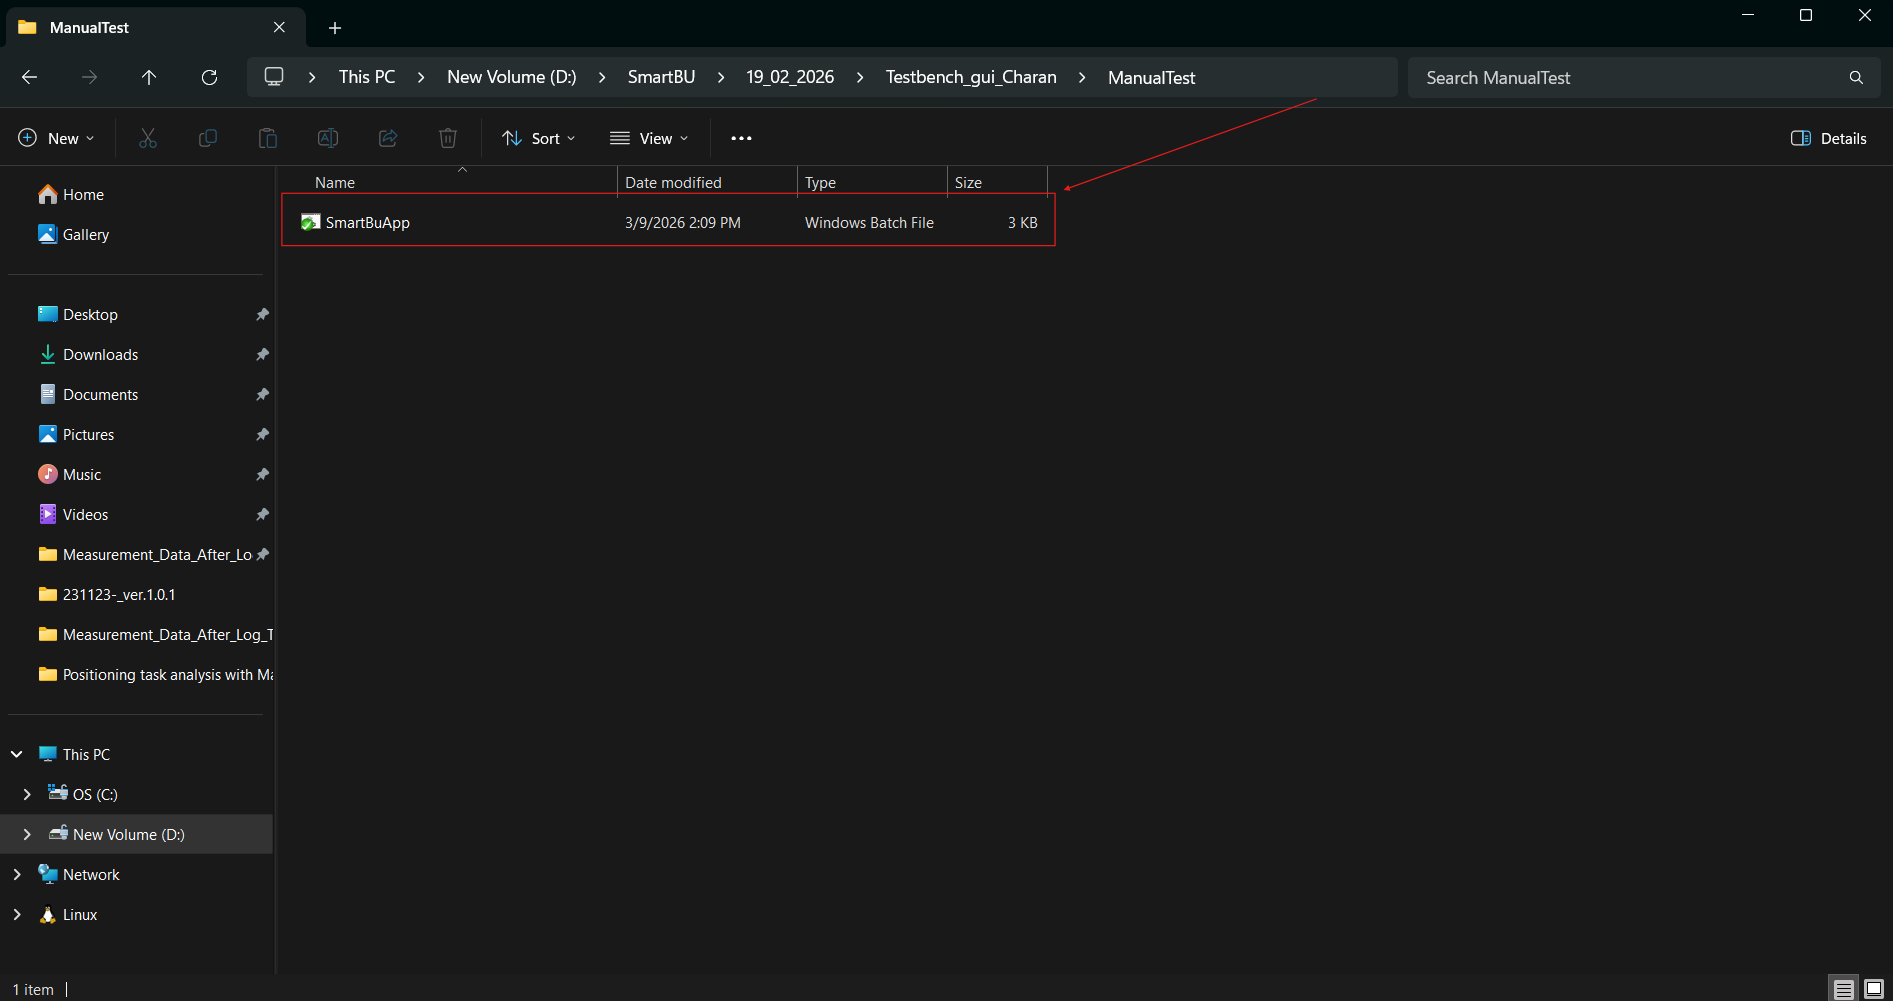 ManualTest
This PC > New Volume (D:) > SmartBU > 19_02_2026 > Testbench_gui_Charan > ManualTest
Search ManualTest
New
Sort
View
Details
Name Date modified Type Size
SmartBuApp 3/9/2026 2:09 PM Windows Batch File 3 KB
Home
Gallery
Desktop
Downloads
Documents
Pictures
Music
Videos
Measurement_Data_After_Lo
231123-_ver.1.0.1
Measurement_Data_After_Log_T
Positioning task analysis with Ma
This PC
OS (C:)
New Volume (D:)
Network
Linux
1 item